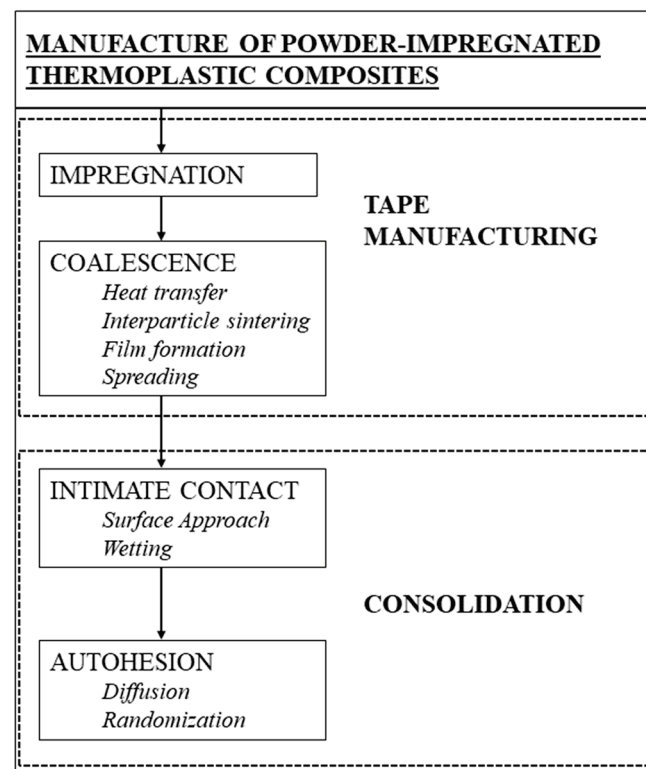 MANUFACTURE OF POWDER-IMPREGNATED
THERMOPLASTIC COMPOSITES
IMPREGNATION
TAPE
MANUFACTURING
COALESCENCE
Heat transfer
Interparticle sintering
Film formation
Spreading
INTIMATE CONTACT
Surface Approach
Wetting
CONSOLIDATION
AUTOHESION
Diffusion
Randomization